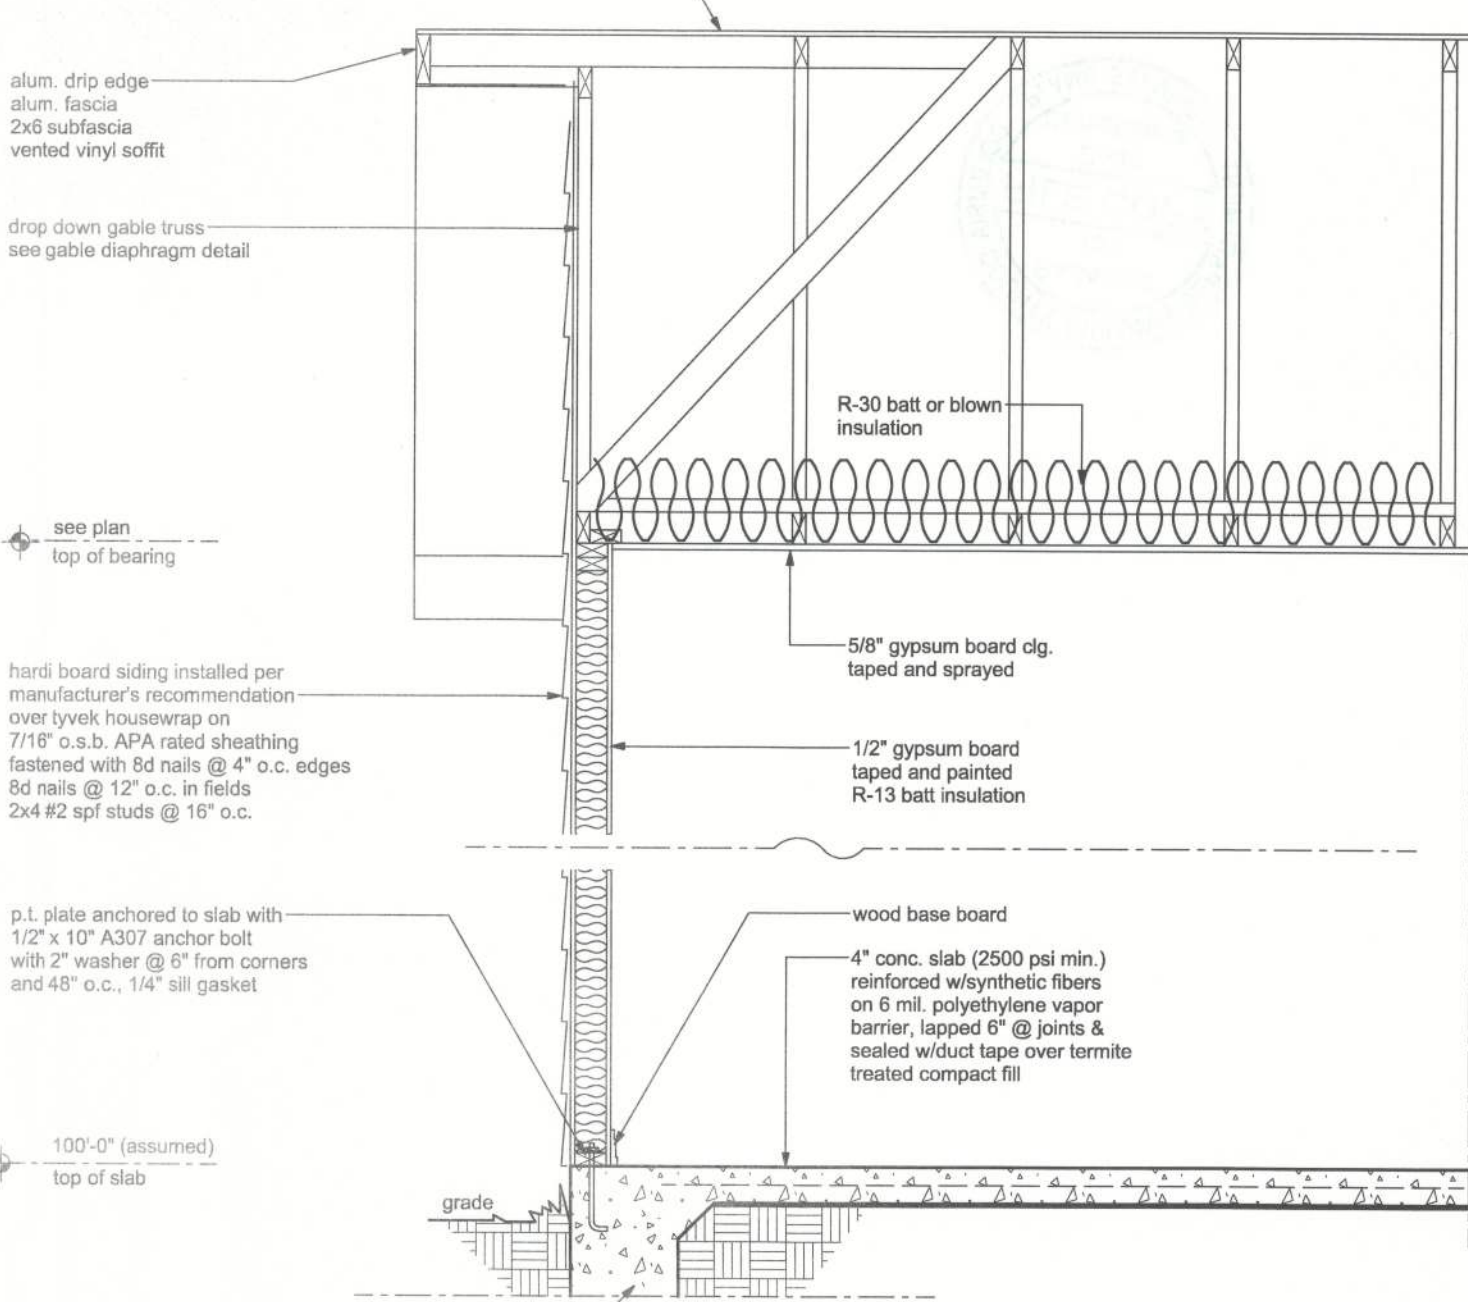 alum. drip edge
alum. fascia
2x6 subfascia
vented vinyl soffit
drop down gable truss
see gable diaphragm detail
R-30 batt or blown
insulation
see plan
top of bearing
5/8" gypsum board clg.
taped and sprayed
hardi board siding installed per
manufacturer's recommendation
over tyvek housewrap on
7/16" o.s.b. APA rated sheathing
fastened with 8d nails @ 4" o.c. edges
8d nails @ 12" o.c. in fields
2x4 #2 spf studs @ 16" o.c.
1/2" gypsum board
taped and painted
R-13 batt insulation
p.t. plate anchored to slab with
1/2" x 10" A307 anchor bolt
with 2" washer @ 6" from corners
and 48" o.c., 1/4" sill gasket
wood base board
4" conc. slab (2500 psi min.)
reinforced w/synthetic fibers
on 6 mil. polyethylene vapor
barrier, lapped 6" @ joints &
sealed w/duct tape over termite
treated compact fill
100'-0" (assumed)
top of slab
grade